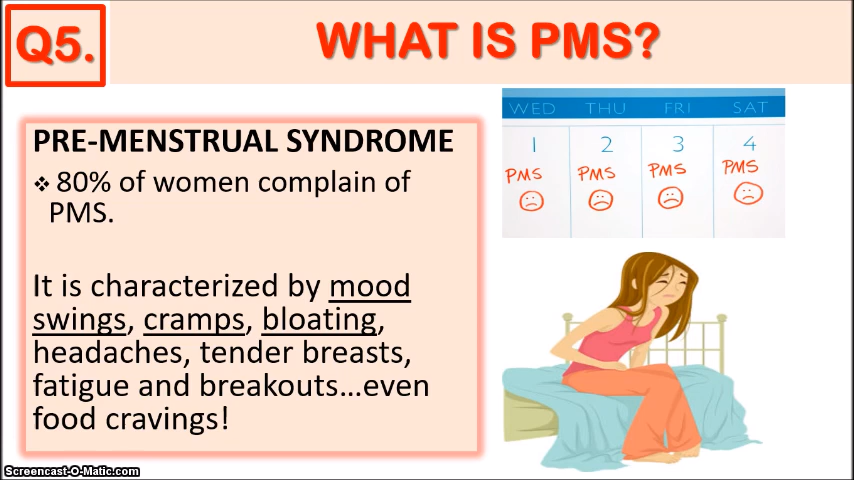 Q5.
WHAT IS PMS?
PRE-MENSTRUAL SYNDROME
❖ 80% of women complain of
PMS.
It is characterized by mood
swings, cramps, bloating,
headaches, tender breasts,
fatigue and breakouts...even
food cravings!
WED THU FRI SAT
1 2 3 4
PMS PMS PMS PMS
Screencast-O-Matic.com